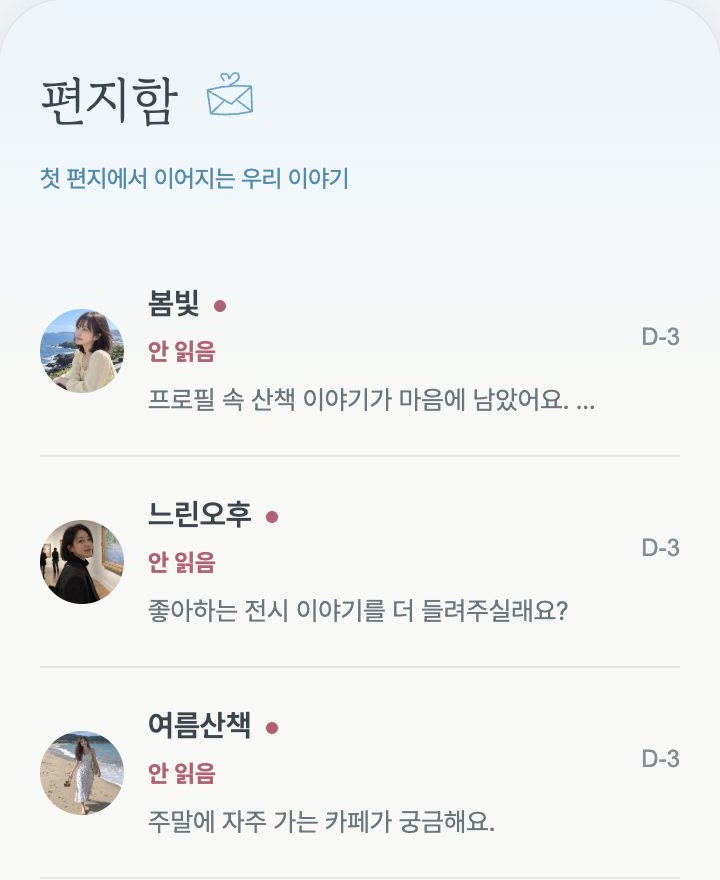 편지함
첫 편지에서 이어지는 우리 이야기
봄빛
안 읽음
D-3
프로필 속 산책 이야기가 마음에 남았어요. ...
느린오후
안 읽음
D-3
좋아하는 전시 이야기를 더 들려주실래요?
여름산책
안 읽음
D-3
주말에 자주 가는 카페가 궁금해요.